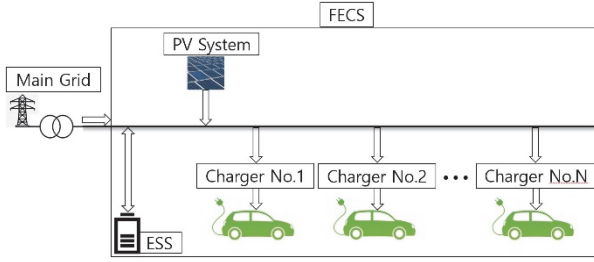 FECS
PV System
Main Grid
Charger No.1
Charger No.2
•••
Charger No.N
ESS